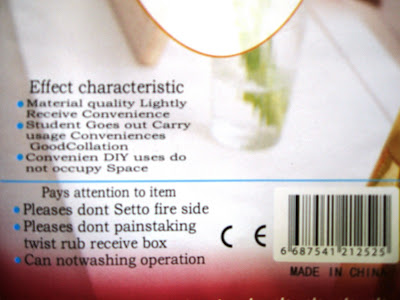 Effect characteristic
Material quality Lightly
Receive Convenience
Student Goes out Carry
usage Conveniences
GoodCollation
Convenien DIY uses do
not occupy Space
Pays attention to item
Pleases dont Setto fire side
Pleases dont painstaking
twist rub receive box
Can notwashing operation
CE
6 687541 212525
MADE IN CHINA